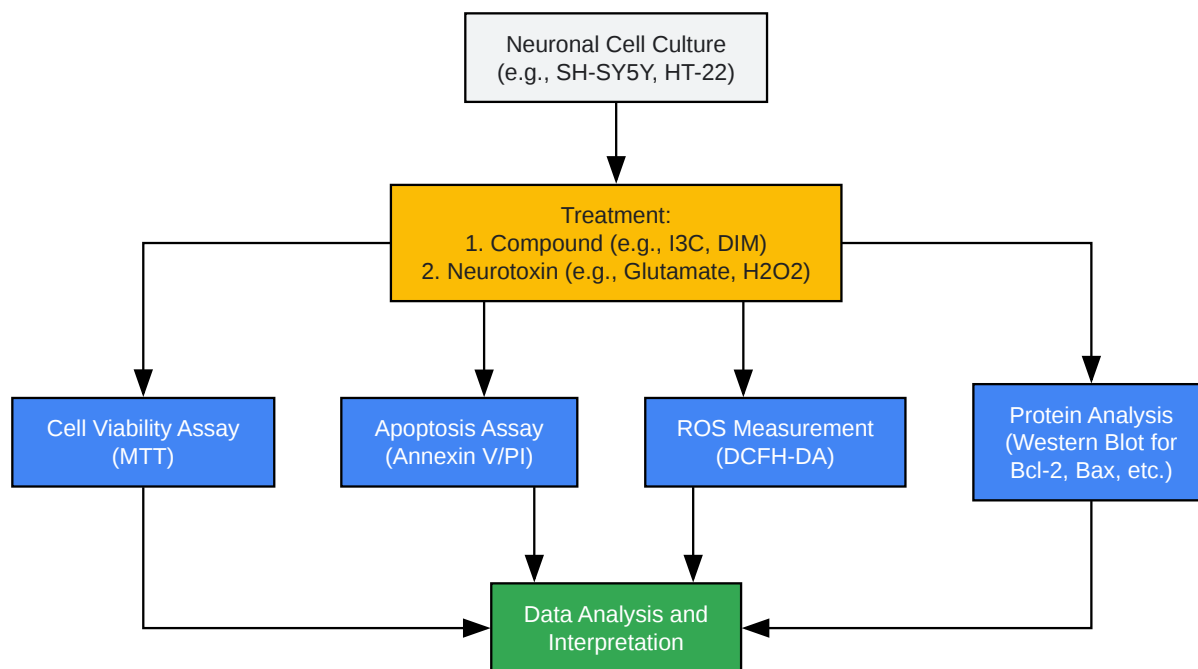 Neuronal Cell Culture
(e.g., SH-SY5Y, HT-22)
Treatment:
1. Compound (e.g., I3C, DIM)
2. Neurotoxin (e.g., Glutamate, H2O2)
Cell Viability Assay
(MTT)
Apoptosis Assay
(Annexin V/PI)
ROS Measurement
(DCFH-DA)
Protein Analysis
(Western Blot for
Bcl-2, Bax, etc.)
Data Analysis and
Interpretation